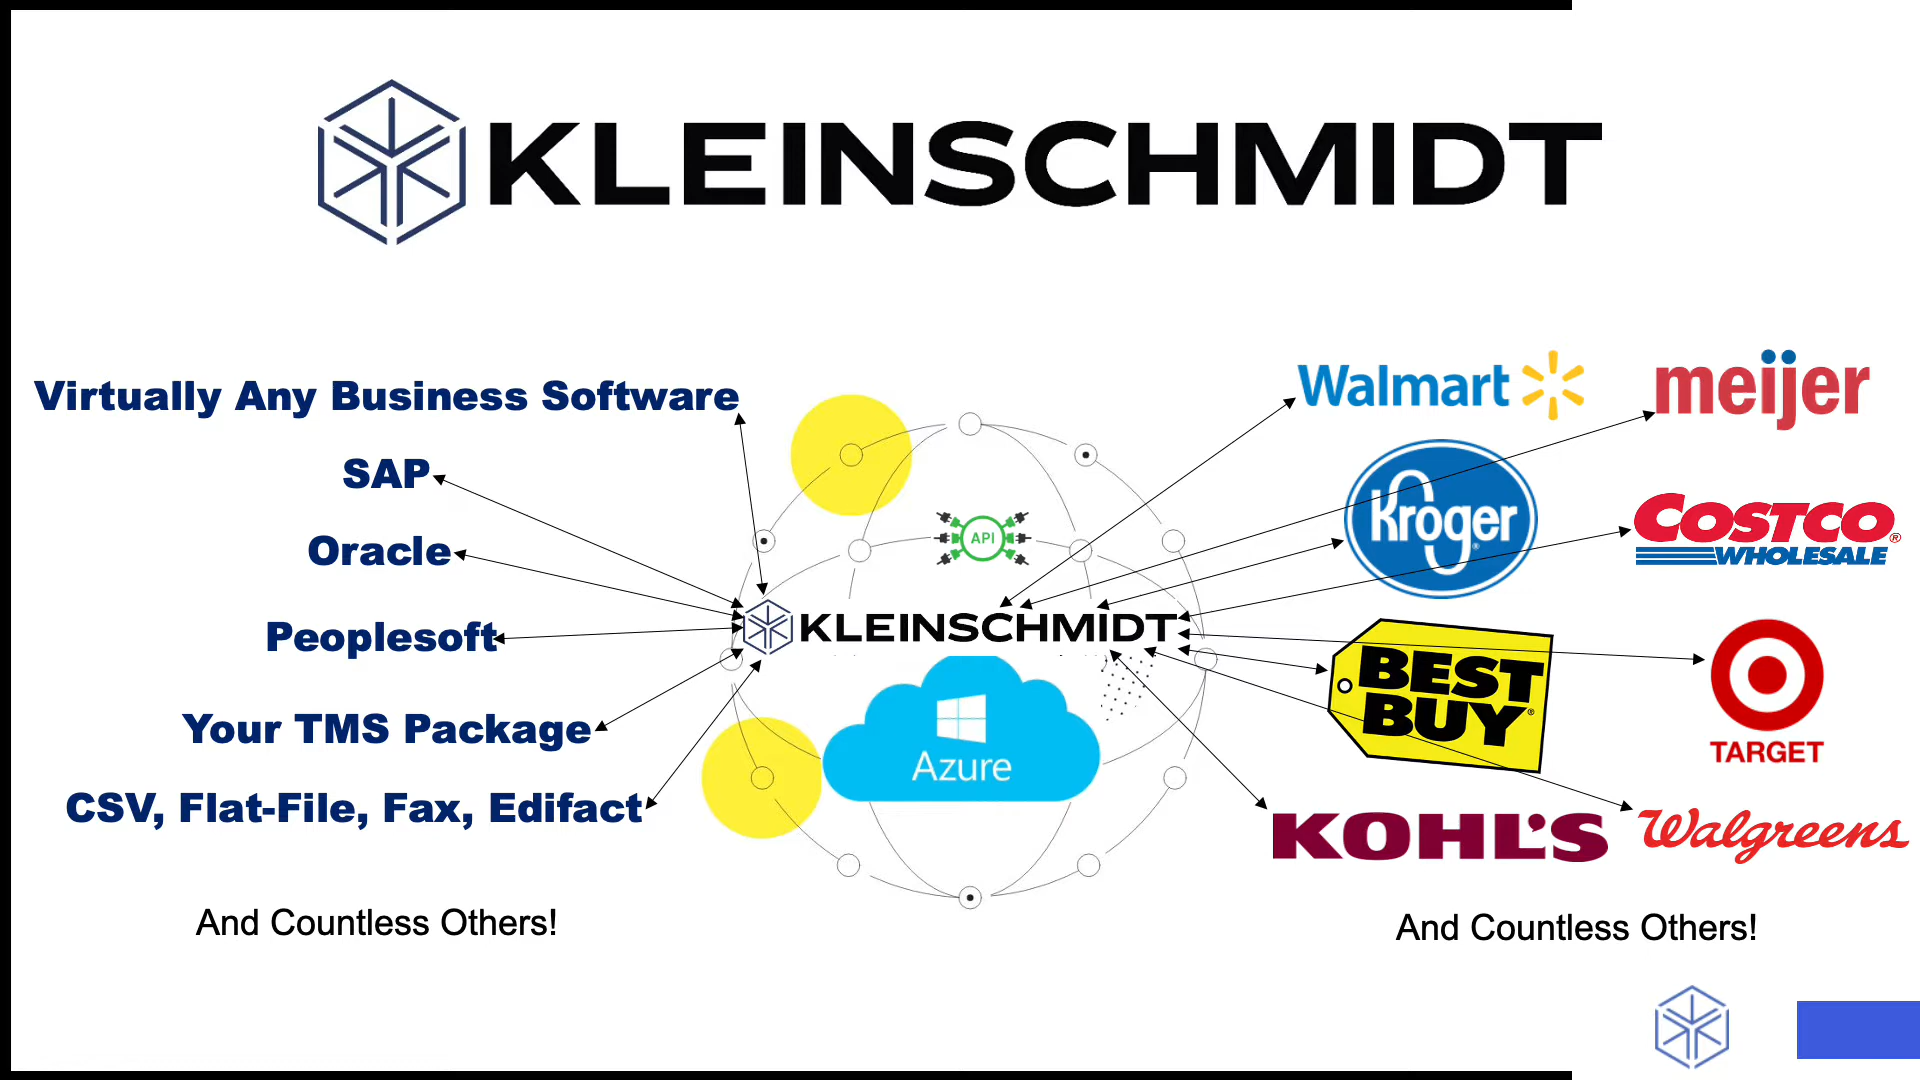 KLEINSCHMIDT
Virtually Any Business Software
SAP
Oracle
Peoplesoft
Your TMS Package
CSV, Flat-File, Fax, Edifact
And Countless Others!
API
KLEINSCHMIDT
Azure
Walmart
meijer
Kroger
COSTCO
WHOLESALE
BEST
BUY
TARGET
KOHL'S
Walgreens
And Countless Others!